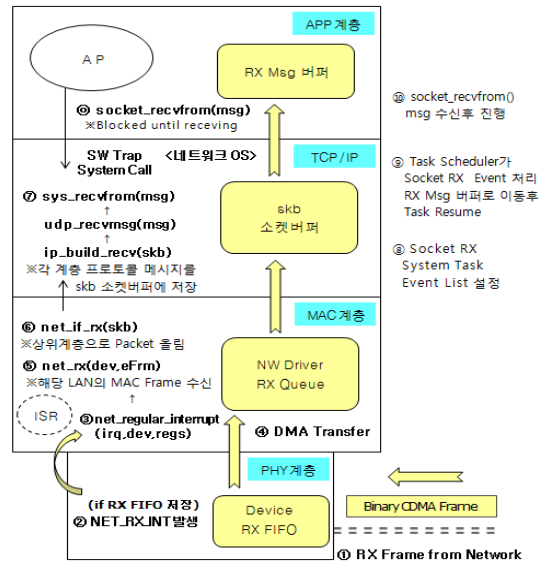 APP 계층
A P
RX Msg 버퍼
⓪ socket_recvfrom(msg)
※Blocked until receving
⑩ socket_recvfrom()
msg 수신후 진행
SW Trap
System Call
<네트워크 OS>
TCP/IP
⑦ sys_recvfrom(msg)
↑
udp_recvmsg(msg)
↑
ip_build_recv(skb)
※각 계층 프로토콜 메시지를
skb 소켓버퍼에 저장
skb
소켓버퍼
⑨ Task Scheduler가
Socket RX Event 처리
RX Msg 버퍼로 이동후
Task Resume
⑧ Socket RX
System Task
Event List 설정
MAC 계층
⑥ net_if_rx(skb)
※상위계층으로 Packet 올림
⑤ net_rx(dev,eFrm)
※해당 LAN의 MAC Frame 수신
↑
ISR
③net_regular_interrupt
(irq,dev,regs)
NW Driver
RX Queue
④ DMA Transfer
PHY계층
(if RX FIFO 저장)
② NET_RX_INT발생
Device
RX FIFO
Binary CDMA Frame
① RX Frame from Network